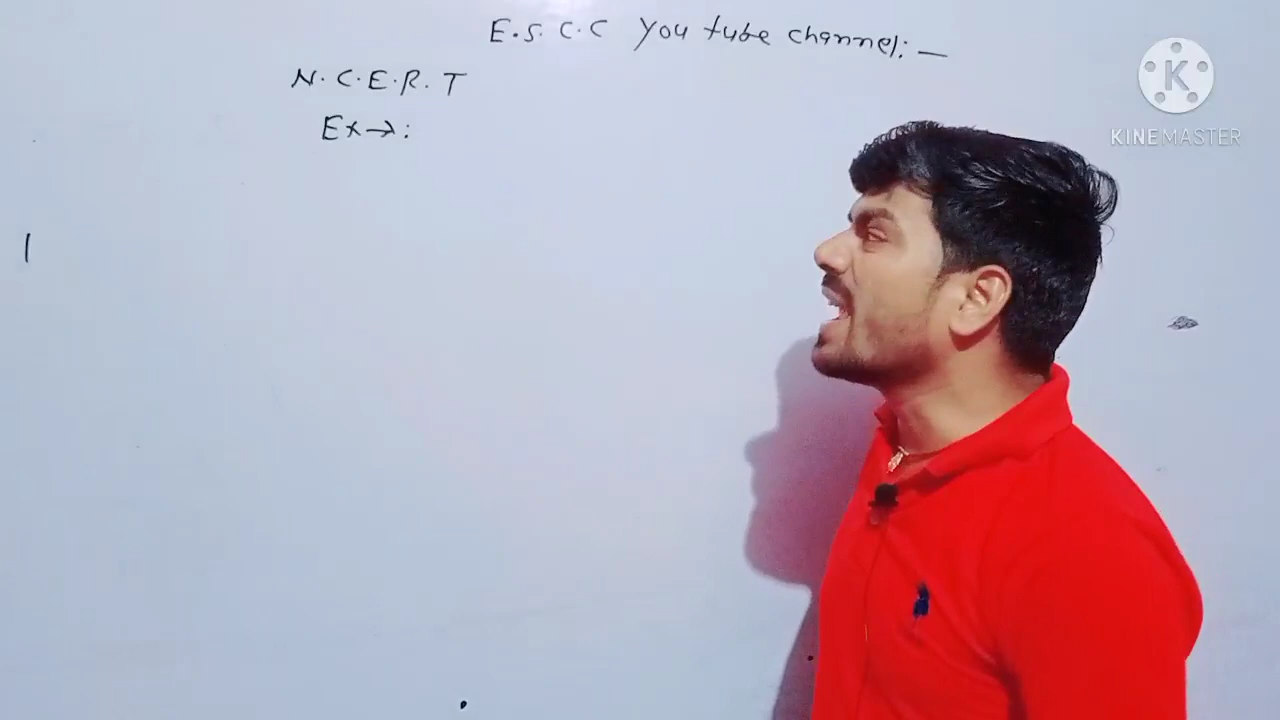 E.S.C.C You tube channel:-
N.C.E.R.T
Ex→:
K
KINEMASTER